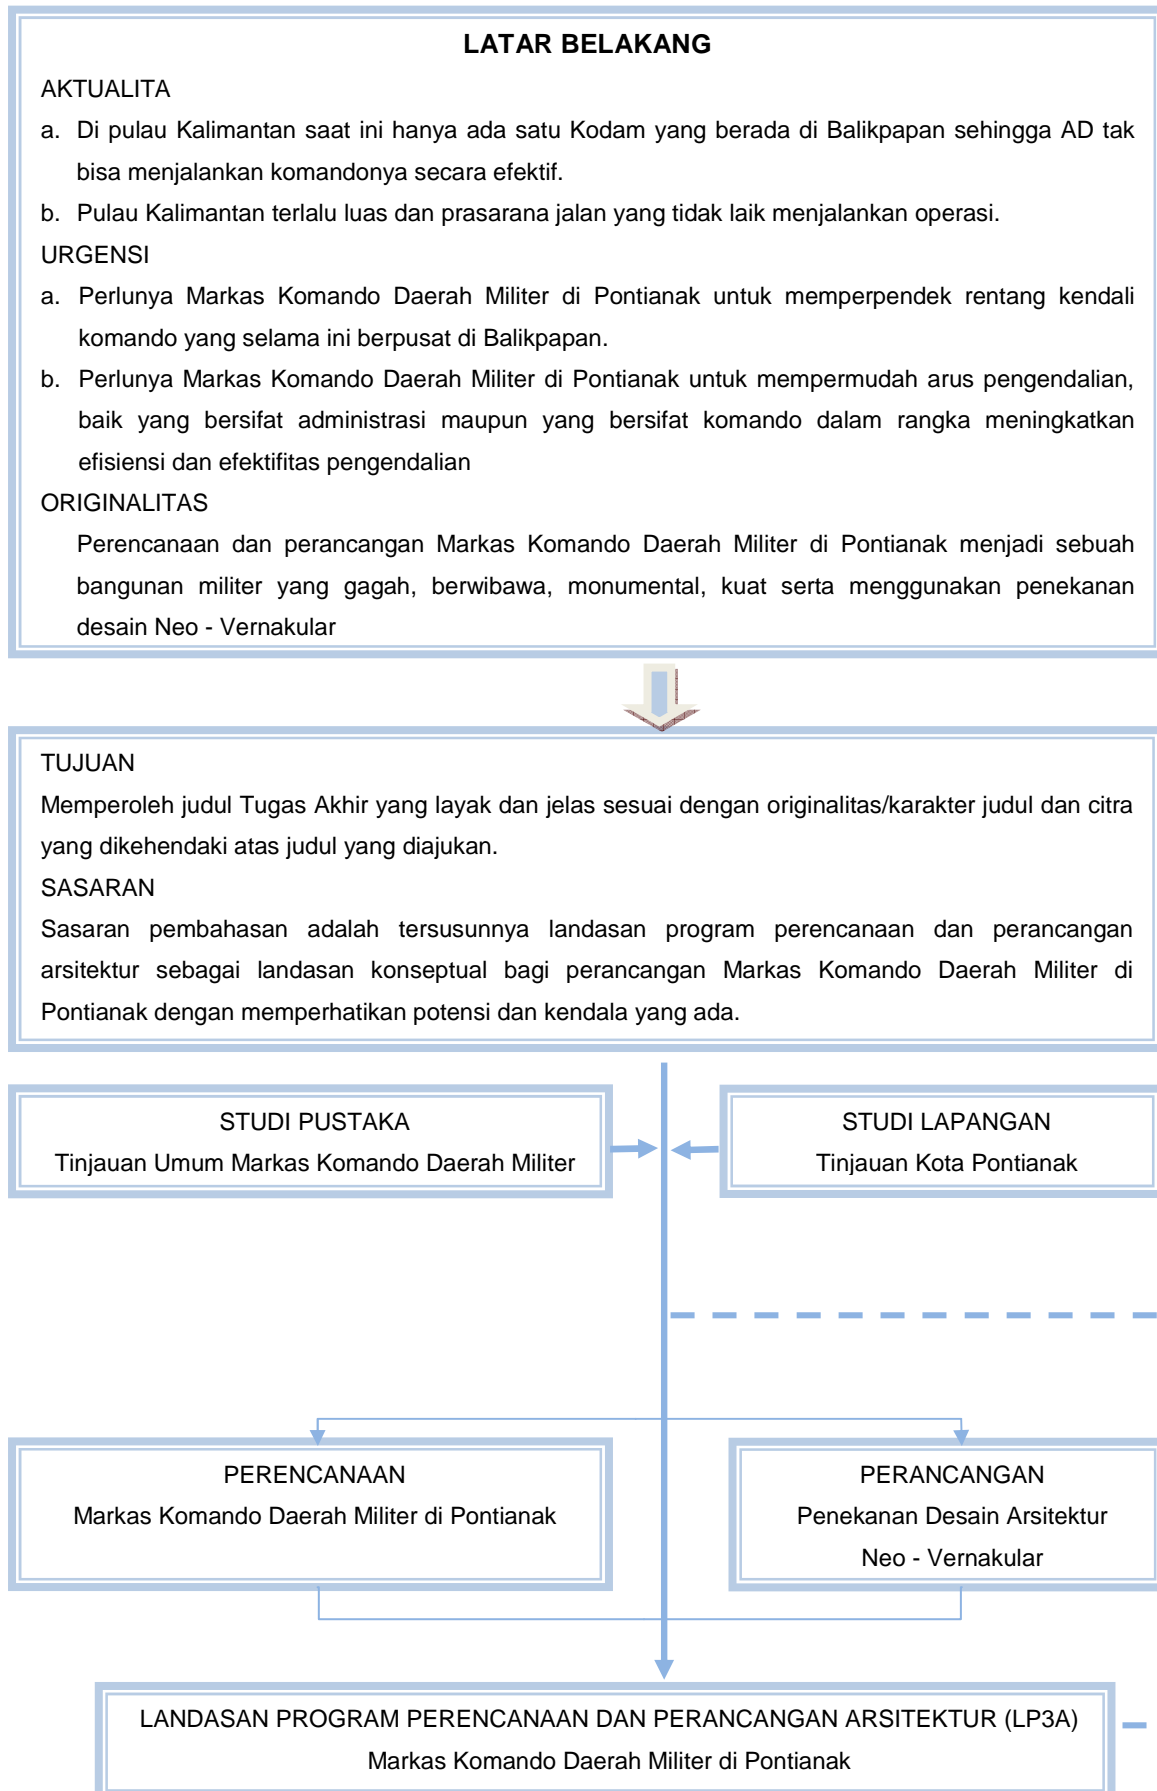 LATAR BELAKANG
AKTUALITA
a. Di pulau Kalimantan saat ini hanya ada satu Kodam yang berada di Balikpapan sehingga AD tak
bisa menjalankan komandonya secara efektif.
b. Pulau Kalimantan terlalu luas dan prasarana jalan yang tidak laik menjalankan operasi.
URGENSI
a. Perlunya Markas Komando Daerah Militer di Pontianak untuk memperpendek rentang kendali
komando yang selama ini berpusat di Balikpapan.
b. Perlunya Markas Komando Daerah Militer di Pontianak untuk mempermudah arus pengendalian,
baik yang bersifat administrasi maupun yang bersifat komando dalam rangka meningkatkan
efisiensi dan efektifitas pengendalian
ORIGINALITAS
Perencanaan dan perancangan Markas Komando Daerah Militer di Pontianak menjadi sebuah
bangunan militer yang gagah, berwibawa, monumental, kuat serta menggunakan penekanan
desain Neo - Vernakular
TUJUAN
Memperoleh judul Tugas Akhir yang layak dan jelas sesuai dengan originalitas/karakter judul dan citra
yang dikehendaki atas judul yang diajukan.
SASARAN
Sasaran pembahasan adalah tersusunnya landasan program perencanaan dan perancangan
arsitektur sebagai landasan konseptual bagi perancangan Markas Komando Daerah Militer di
Pontianak dengan memperhatikan potensi dan kendala yang ada.
STUDI PUSTAKA
Tinjauan Umum Markas Komando Daerah Militer
STUDI LAPANGAN
Tinjauan Kota Pontianak
PERENCANAAN
Markas Komando Daerah Militer di Pontianak
PERANCANGAN
Penekanan Desain Arsitektur
Neo - Vernakular
LANDASAN PROGRAM PERENCANAAN DAN PERANCANGAN ARSITEKTUR (LP3A)
Markas Komando Daerah Militer di Pontianak